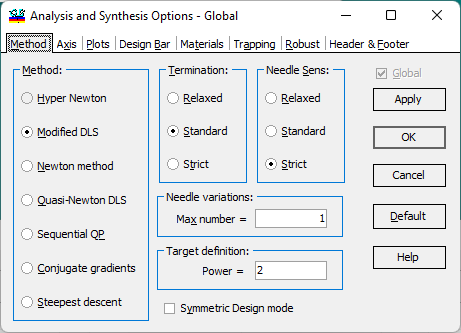 Analysis and Synthesis Options - Global
Method Axis Plots Design Bar Materials Trapping Robust Header & Footer
Method:
Hyper Newton
Modified DLS
Newton method
Quasi-Newton DLS
Sequential QP
Conjugate gradients
Steepest descent
Termination:
Relaxed
Standard
Strict
Needle Sens:
Relaxed
Standard
Strict
Needle variations:
Max number = 1
Target definition:
Power = 2
Symmetric Design mode
Global
Apply
OK
Cancel
Default
Help